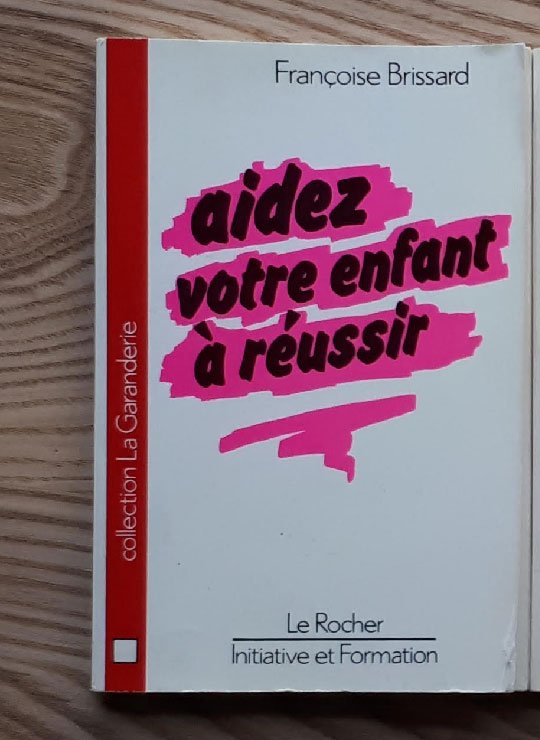 Françoise Brissard
aidez
votre enfant
à réussir
collection La Garanderie
Le Rocher
Initiative et Formation